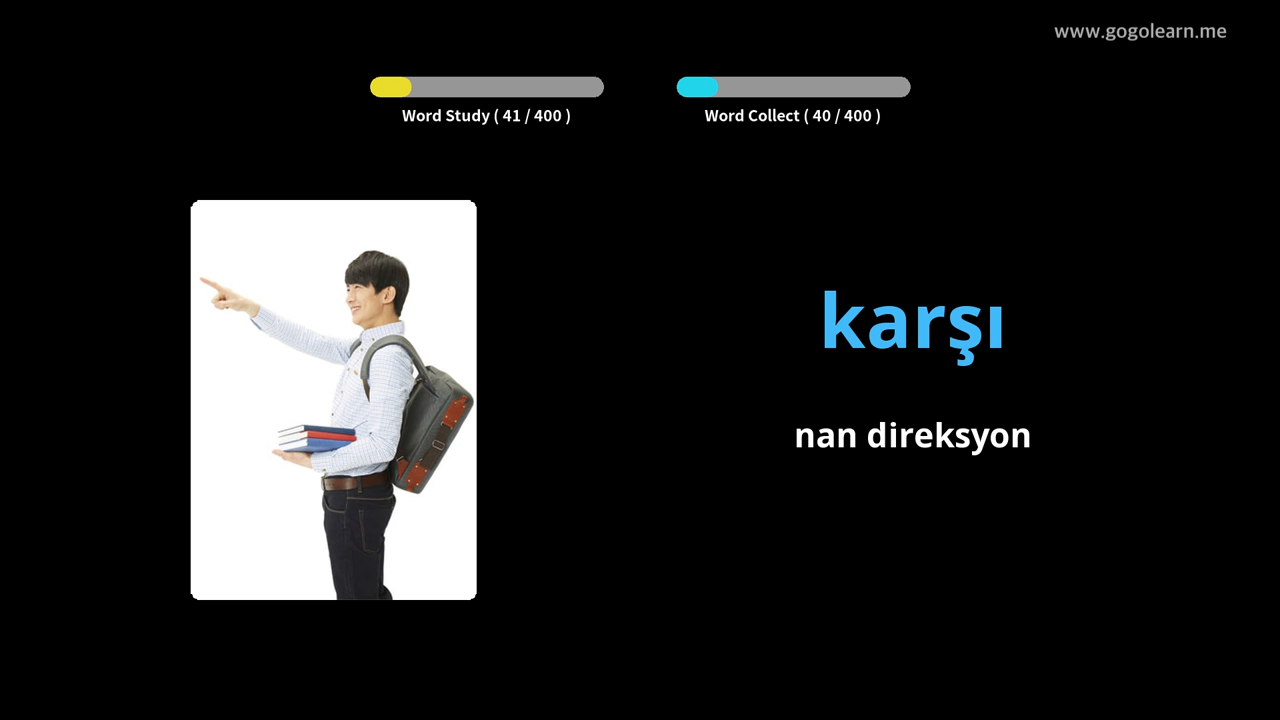 www.gogolearn.me
Word Study ( 41 / 400 )
Word Collect ( 40 / 400 )
karşı
nan direksyon